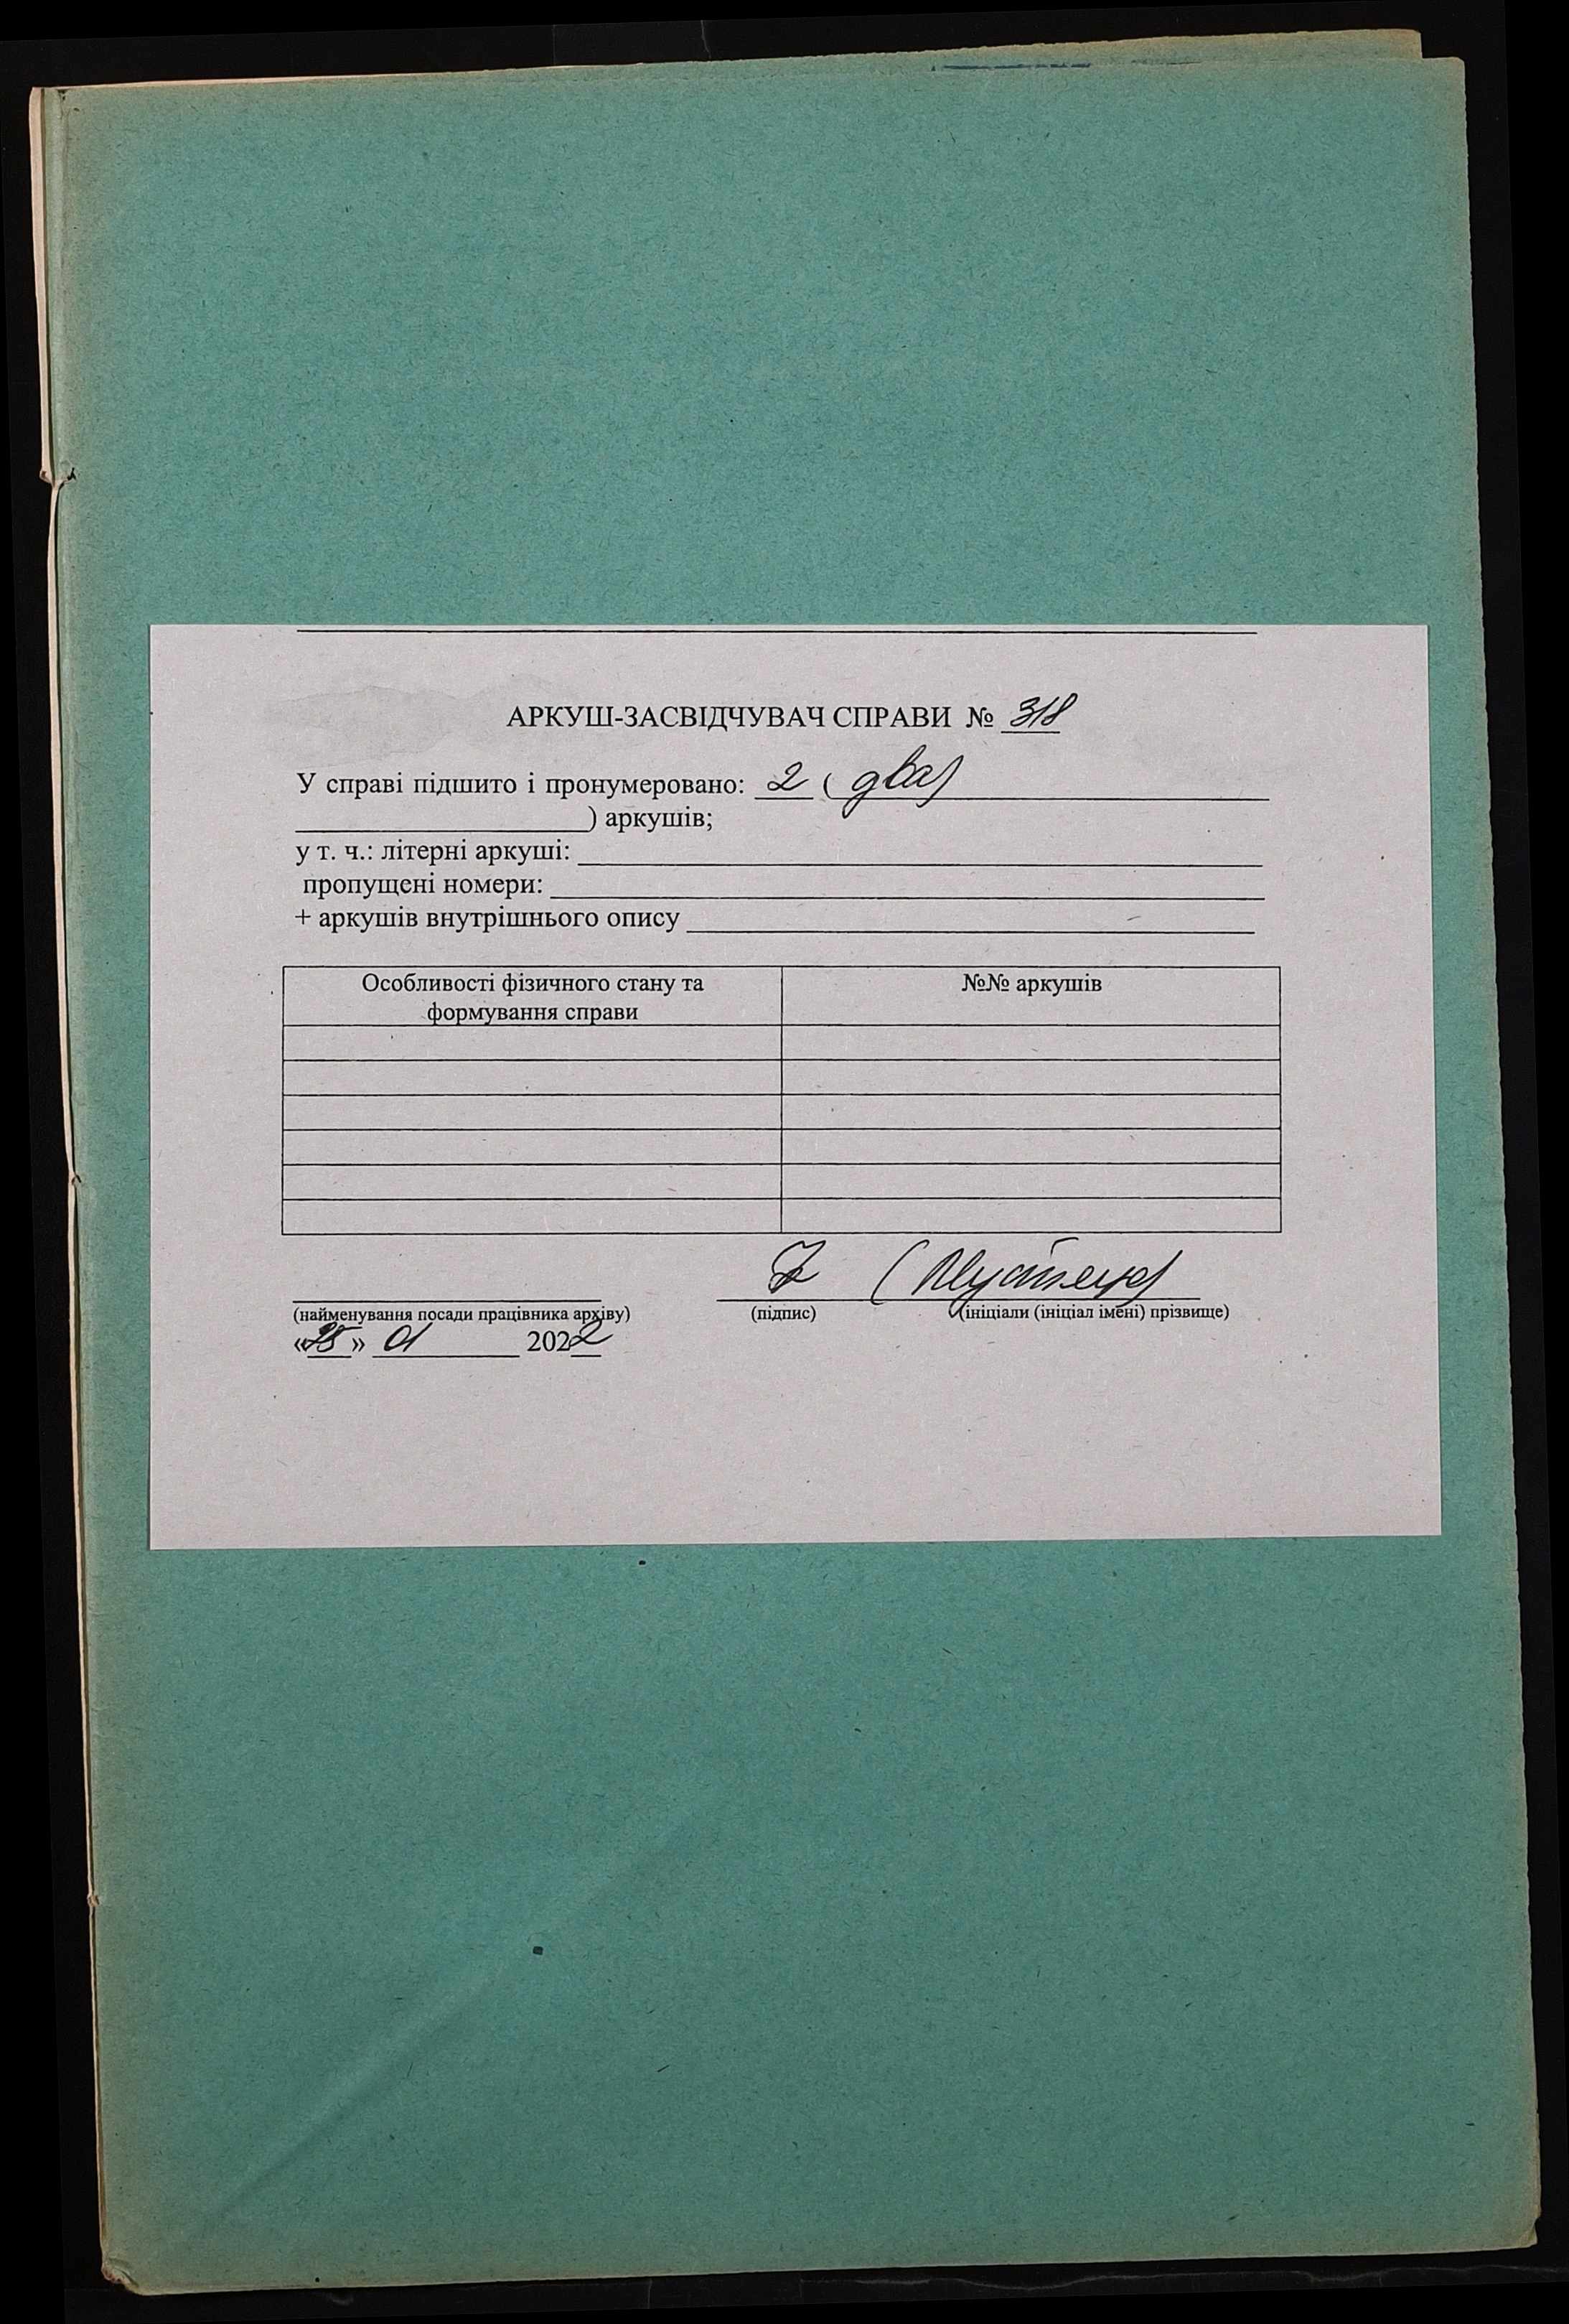 АРКУШ-ЗАСВІДЧУВАЧ СПРАВИ № 318
У справі підшито і пронумеровано: 2 ( два)
) аркушів;
у т. ч.: літерні аркуші:
пропущені номери:
+ аркушів внутрішнього опису
Особливості фізичного стану та формування справи №№ аркушів
(найменування посади працівника архіву) (підпис) (ініціали (ініціал імені) прізвище)
«25» 01 2022